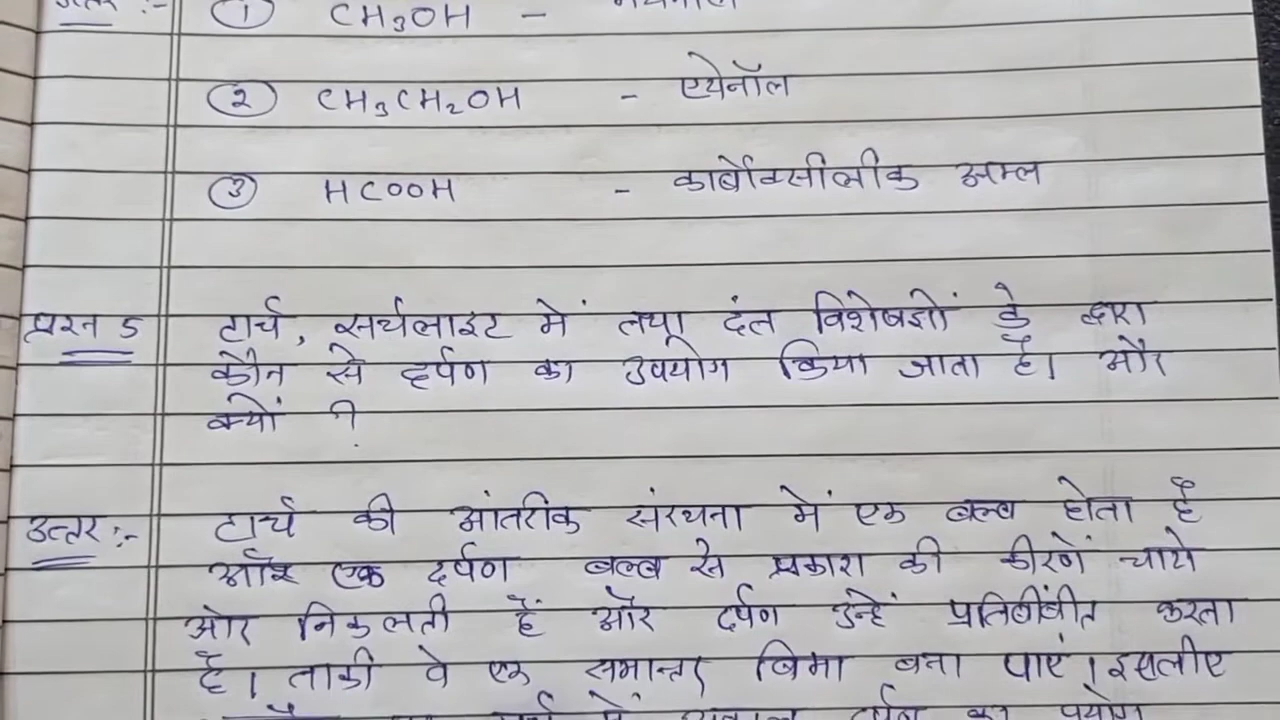 उत्तर :-
① CH₃OH -
② CH₃CH₂OH - एथेनॉल
③ HCOOH - कार्बोक्सीलीक अम्ल
प्रश्न 5 टार्च, सर्चलाइट में तथा दंत विशेषज्ञों के द्वारा
कौन से दर्पण का उपयोग किया जाता है। और
क्यों ?
उत्तर :- टार्च की आंतरीक संरचना में एक बल्ब होता है
और एक दर्पण बल्ब से प्रकाश की कीरणें चारो
ओर निकलती हैं और दर्पण उन्हें प्रतिबींबीत करता
है। ताकी वे एक समान्तर बिमा बना पाएं। इसलीए
दर्पण का